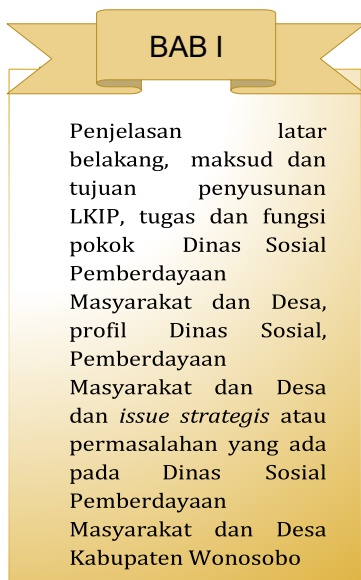 BAB I
Penjelasan latar
belakang, maksud dan
tujuan penyusunan
LKIP, tugas dan fungsi
pokok Dinas Sosial
Pemberdayaan
Masyarakat dan Desa,
profil Dinas Sosial,
Pemberdayaan
Masyarakat dan Desa
dan issue strategis atau
permasalahan yang ada
pada Dinas Sosial
Pemberdayaan
Masyarakat dan Desa
Kabupaten Wonosobo